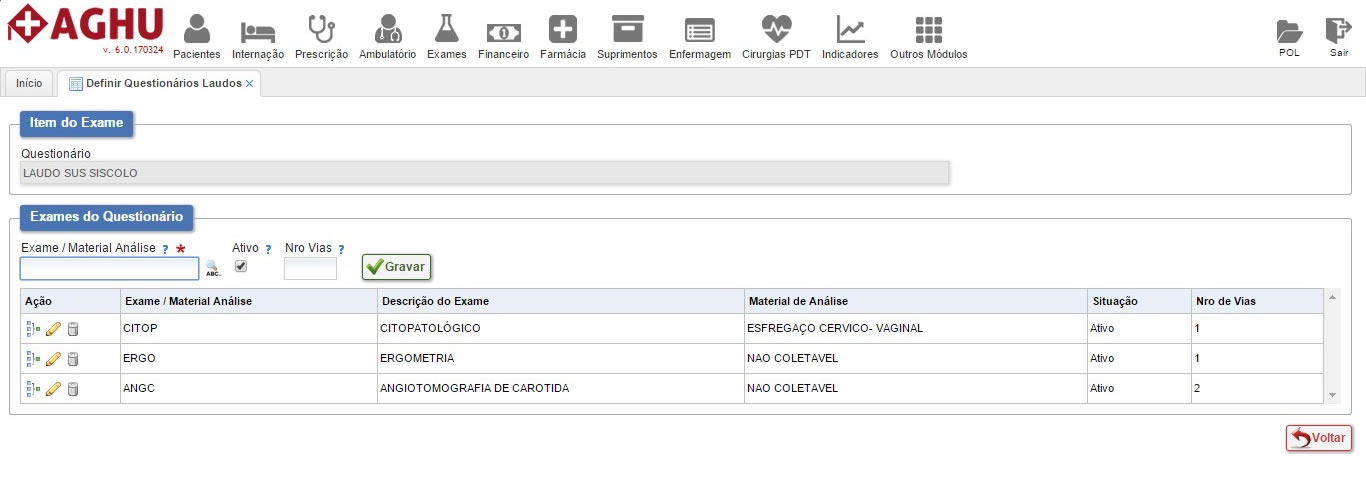 AGHU
v. 6.0.170324
Pacientes Internação Prescrição Ambulatório Exames Financeiro Farmácia Suprimentos Enfermagem Cirurgias PDT Indicadores Outros Módulos POL Sair
Início Definir Questionários Laudos
Item do Exame
Questionário
LAUDO SUS SISCOLO
Exames do Questionário
Exame / Material Análise ? * Ativo ? Nro Vias ?
ABC.. Gravar
Ação Exame / Material Análise Descrição do Exame Material de Análise Situação Nro de Vias
CITOP CITOPATOLÓGICO ESFREGAÇO CERVICO- VAGINAL Ativo 1
ERGO ERGOMETRIA NAO COLETAVEL Ativo 1
ANGC ANGIOTOMOGRAFIA DE CAROTIDA NAO COLETAVEL Ativo 2
Voltar